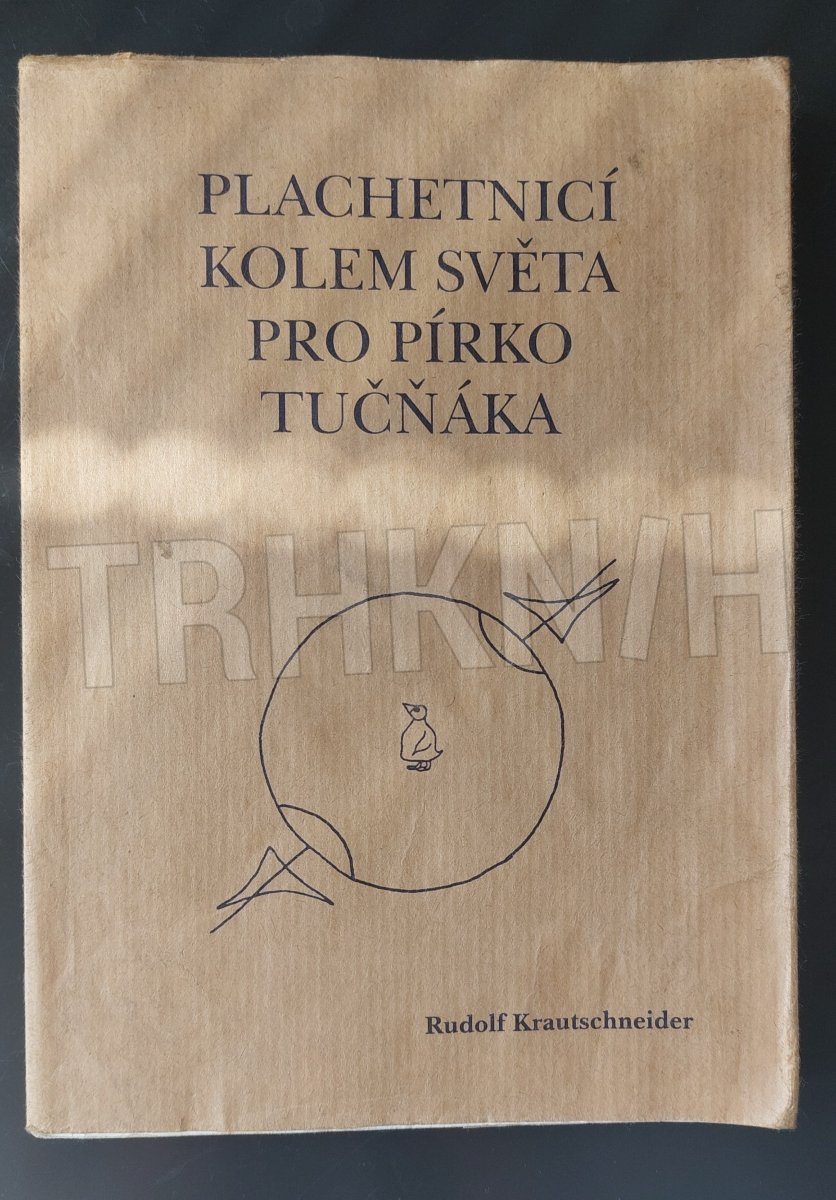 PLACHETNICÍ
KOLEM SVĚTA
PRO PÍRKO
TUČŇÁKA
TRHKNIH
Rudolf Krautschneider